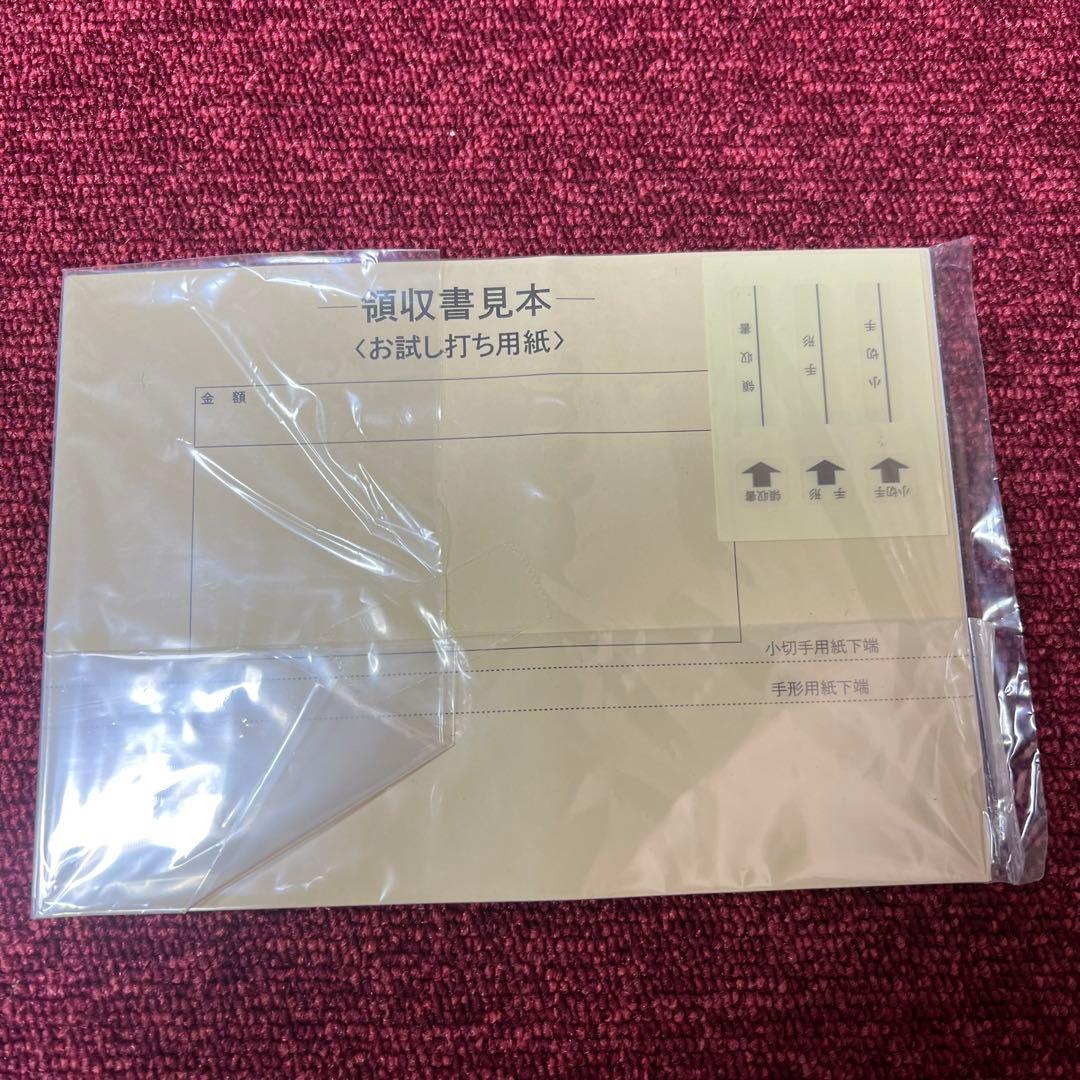 領収書見本
〈お試し打ち用紙〉
金 額
領収書
手形
小切手
領収書
手形
小切手
小切手用紙下端
手形用紙下端